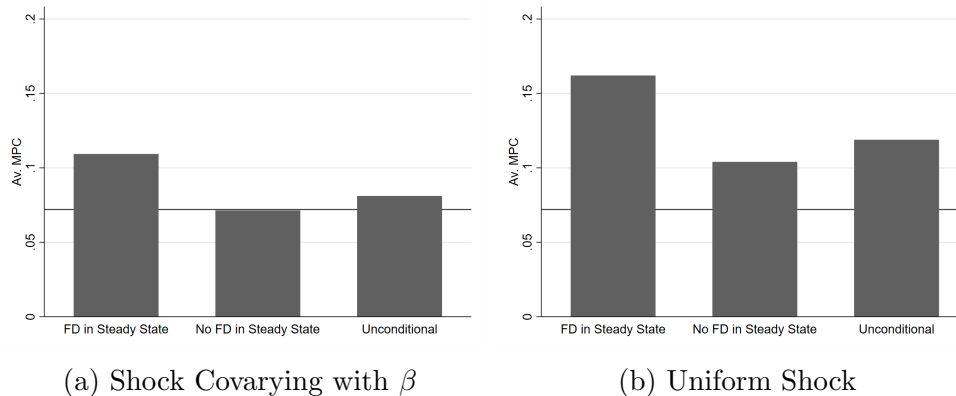 .2
.15
.1
.05
0
Av. MPC
FD in Steady State
No FD in Steady State
Unconditional
(a) Shock Covarying with β
.2
.15
.1
.05
0
Av. MPC
FD in Steady State
No FD in Steady State
Unconditional
(b) Uniform Shock